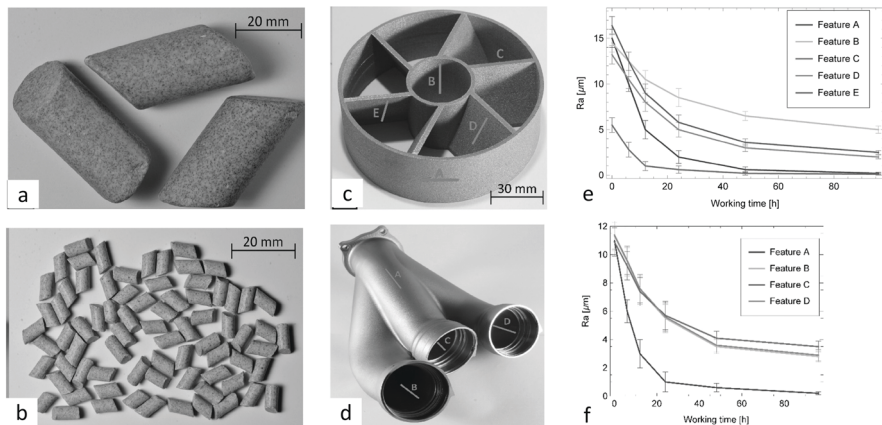 20 mm
a
20 mm
b
C
B
E
D
A
30 mm
c
A
C
D
B
d
Ra [μm]
15
10
5
0
0
20
40
60
80
Working time [h]
Feature A
Feature B
Feature C
Feature D
Feature E
e
Ra [μm]
12
10
8
6
4
2
0
0
20
40
60
80
Working time [h]
Feature A
Feature B
Feature C
Feature D
f